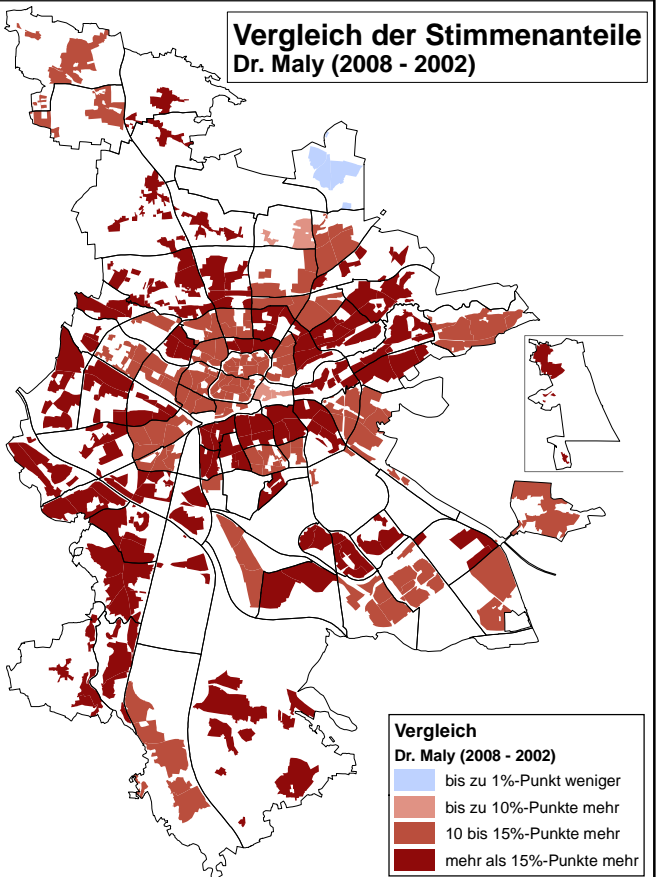 Vergleich der Stimmenanteile
Dr. Maly (2008 - 2002)
Vergleich
Dr. Maly (2008 - 2002)
bis zu 1%-Punkt weniger
bis zu 10%-Punkte mehr
10 bis 15%-Punkte mehr
mehr als 15%-Punkte mehr